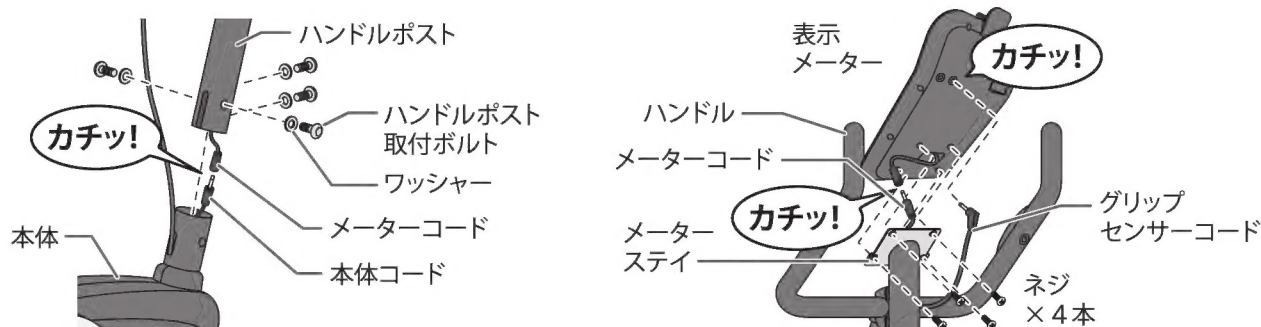 ハンドルポスト
カチッ!
ハンドルポスト
取付ボルト
ワッシャー
メーターコード
本体コード
本体
表示
メーター
カチッ!
ハンドル
メーターコード
カチッ!
メーター
ステイ
グリップ
センサーコード
ネジ
×4本